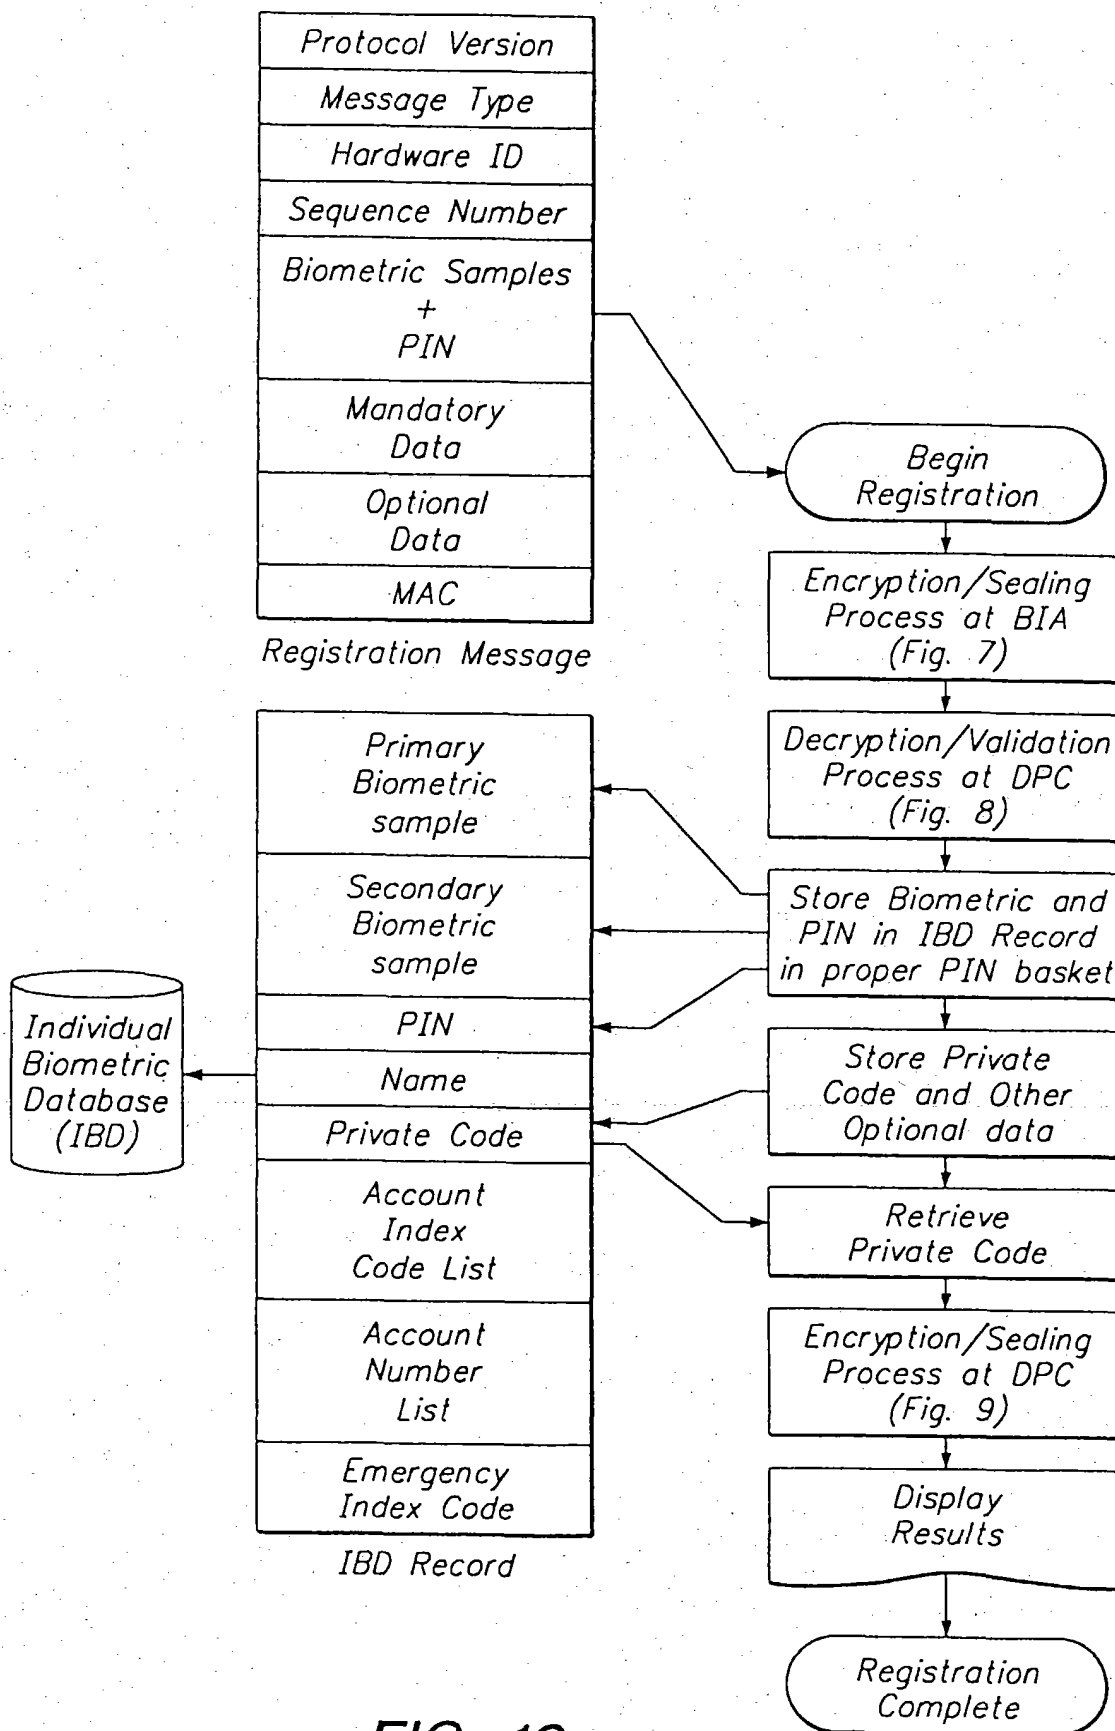 Protocol Version
Message Type
Hardware ID
Sequence Number
Biometric Samples
+
PIN
Mandatory
Data
Optional
Data
MAC
Registration Message
Primary
Biometric
sample
Secondary
Biometric
sample
PIN
Name
Private Code
Account
Index
Code List
Account
Number
List
Emergency
Index Code
IBD Record
Individual
Biometric
Database
(IBD)
Begin
Registration
Encryption/Sealing
Process at BIA
(Fig. 7)
Decryption/Validation
Process at DPC
(Fig. 8)
Store Biometric and
PIN in IBD Record
in proper PIN basket
Store Private
Code and Other
Optional data
Retrieve
Private Code
Encryption/Sealing
Process at DPC
(Fig. 9)
Display
Results
Registration
Complete